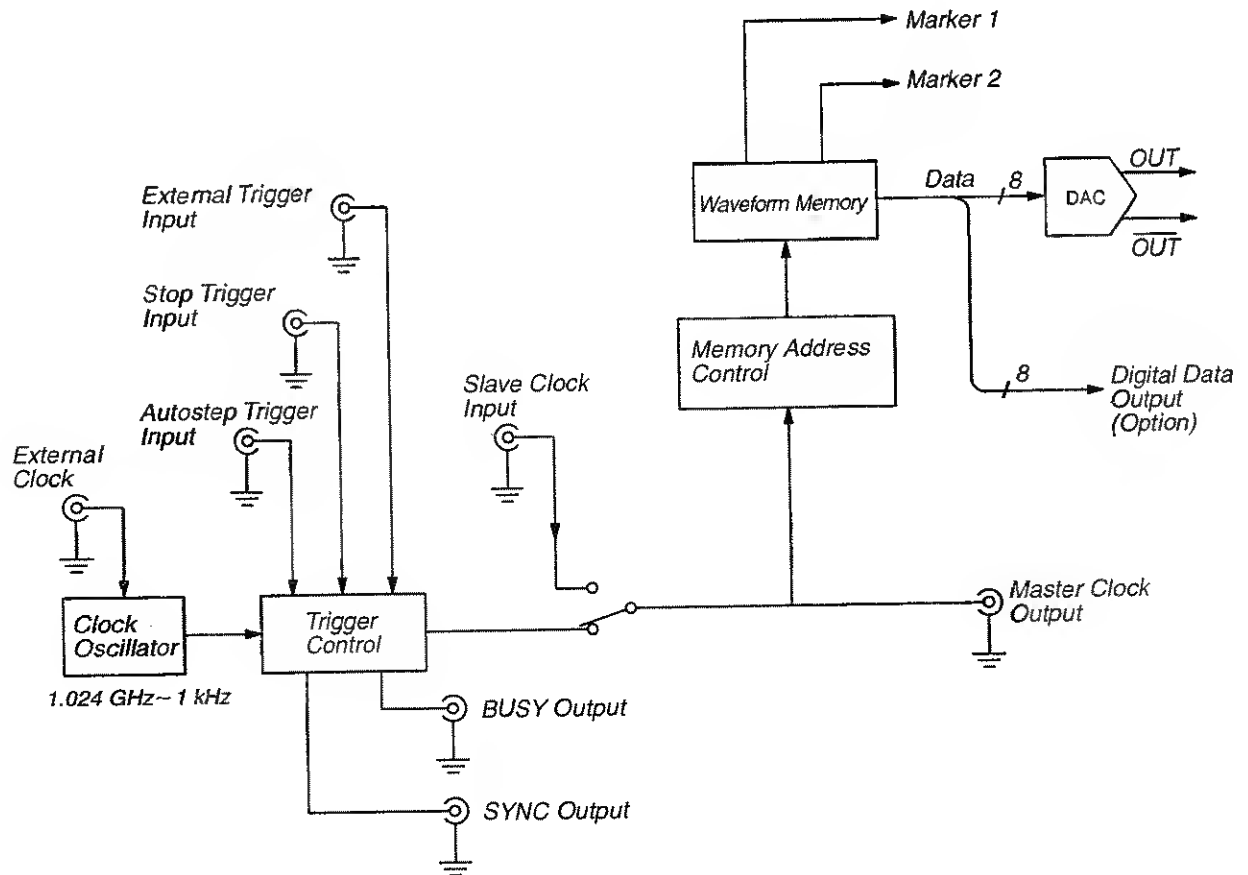 Marker 1
Marker 2
External Trigger
Input
Waveform Memory
Data
8
DAC
OUT
OUT
Stop Trigger
Input
Memory Address
Control
Slave Clock
Input
8
Digital Data
Output
(Option)
Autostep Trigger
Input
External
Clock
Clock
Oscillator
1.024 GHz~ 1 kHz
Trigger
Control
Master Clock
Output
BUSY Output
SYNC Output